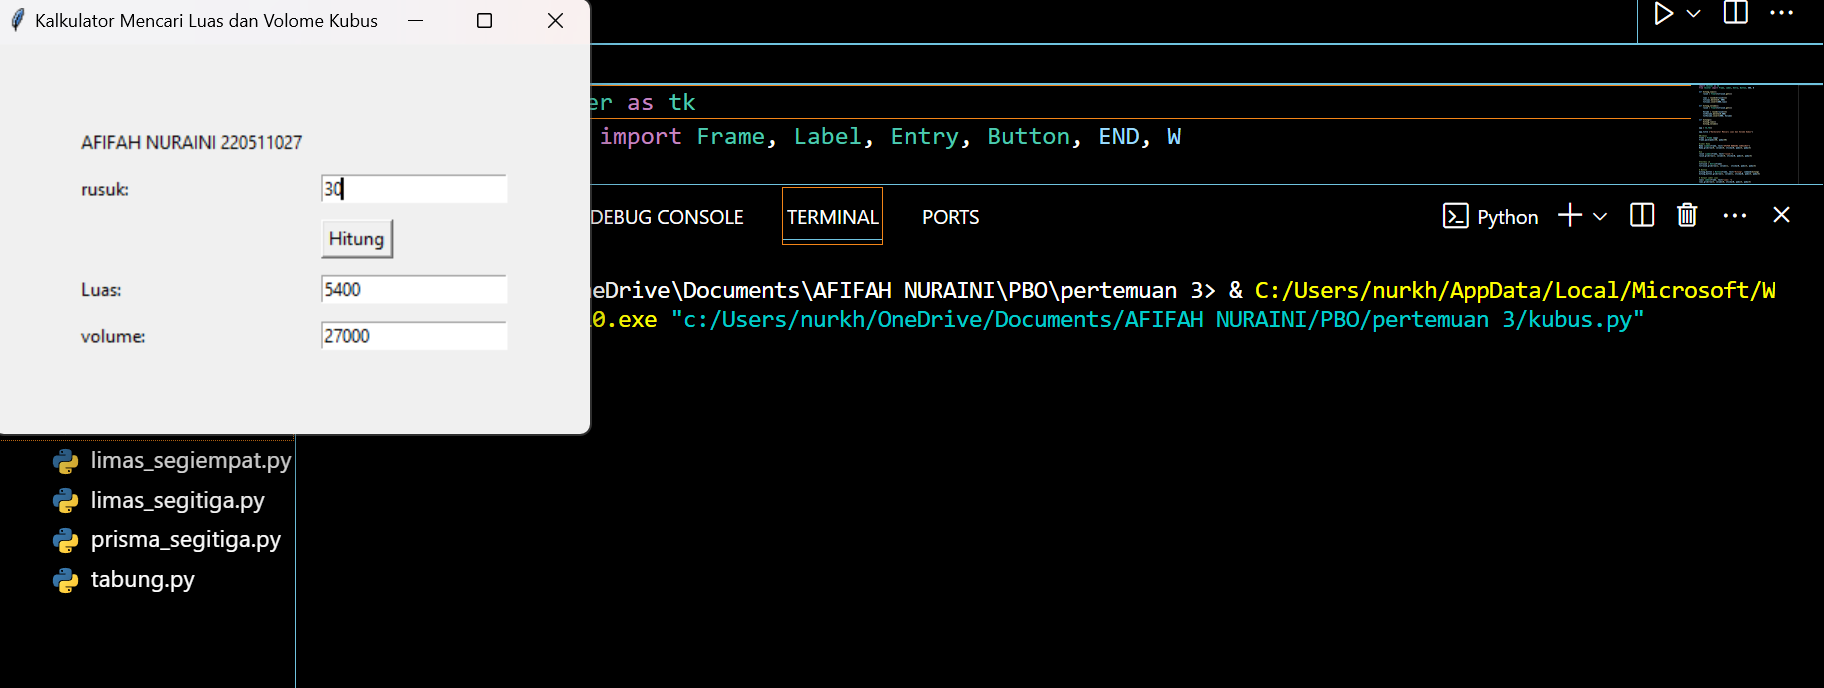 Kalkulator Mencari Luas dan Volome Kubus
AFIFAH NURAINI 220511027
rusuk: 30
Hitung
Luas: 5400
volume: 27000
er as tk
import Frame, Label, Entry, Button, END, W
DEBUG CONSOLE TERMINAL PORTS Python
eDrive\Documents\AFIFAH NURAINI\PBO\pertemuan 3> & C:/Users/nurkh/AppData/Local/Microsoft/W
0.exe "c:/Users/nurkh/OneDrive/Documents/AFIFAH NURAINI/PBO/pertemuan 3/kubus.py"
limas_segiempat.py
limas_segitiga.py
prisma_segitiga.py
tabung.py